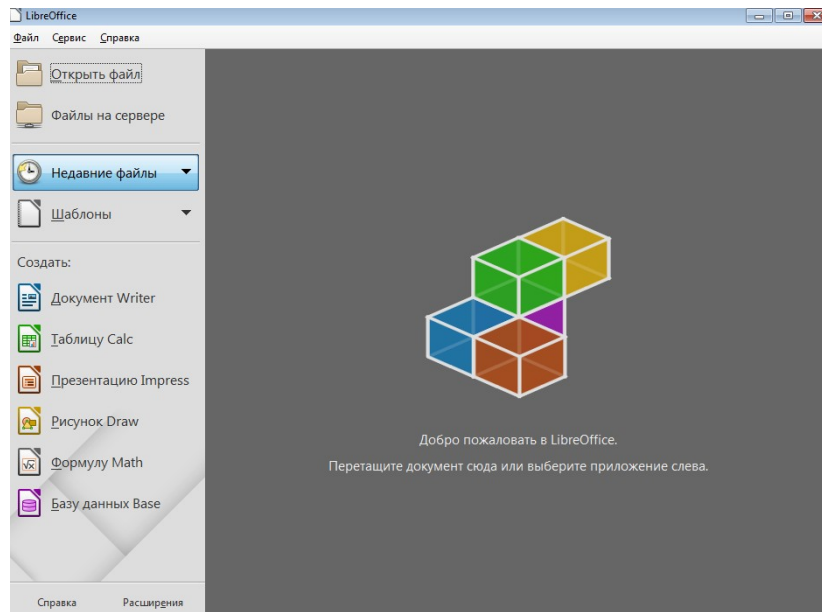 LibreOffice
Файл Сервис Справка
Открыть файл
Файлы на сервере
Недавние файлы
Шаблоны
Создать:
Документ Writer
Таблицу Calc
Презентацию Impress
Рисунок Draw
Формулу Math
Базу данных Base
Справка Расширения
Добро пожаловать в LibreOffice.
Перетащите документ сюда или выберите приложение слева.